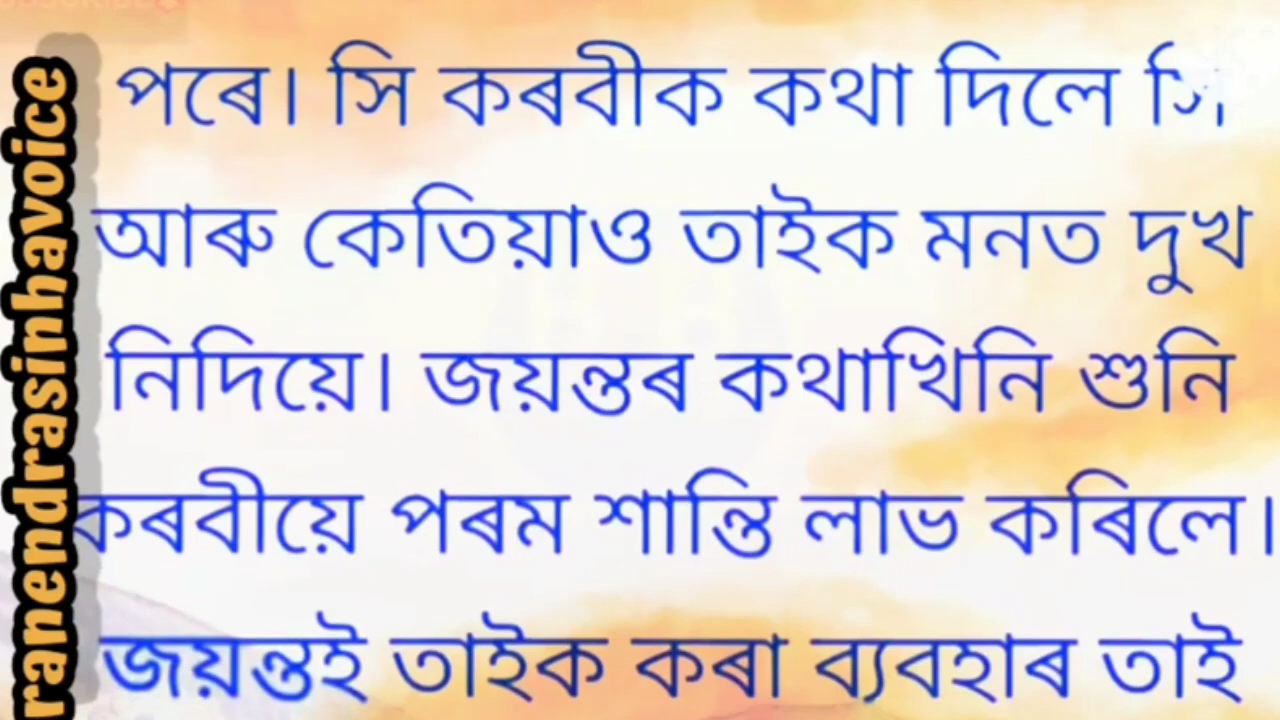 পৰে। সি কৰবীক কথা দিলে সি
আৰু কেতিয়াও তাইক মনত দুখ
নিদিয়ে। জয়ন্তৰ কথাখিনি শুনি
কৰবীয়ে পৰম শান্তি লাভ কৰিলে।
জয়ন্তই তাইক কৰা ব্যৱহাৰ তাই
ranendrasinhavoice